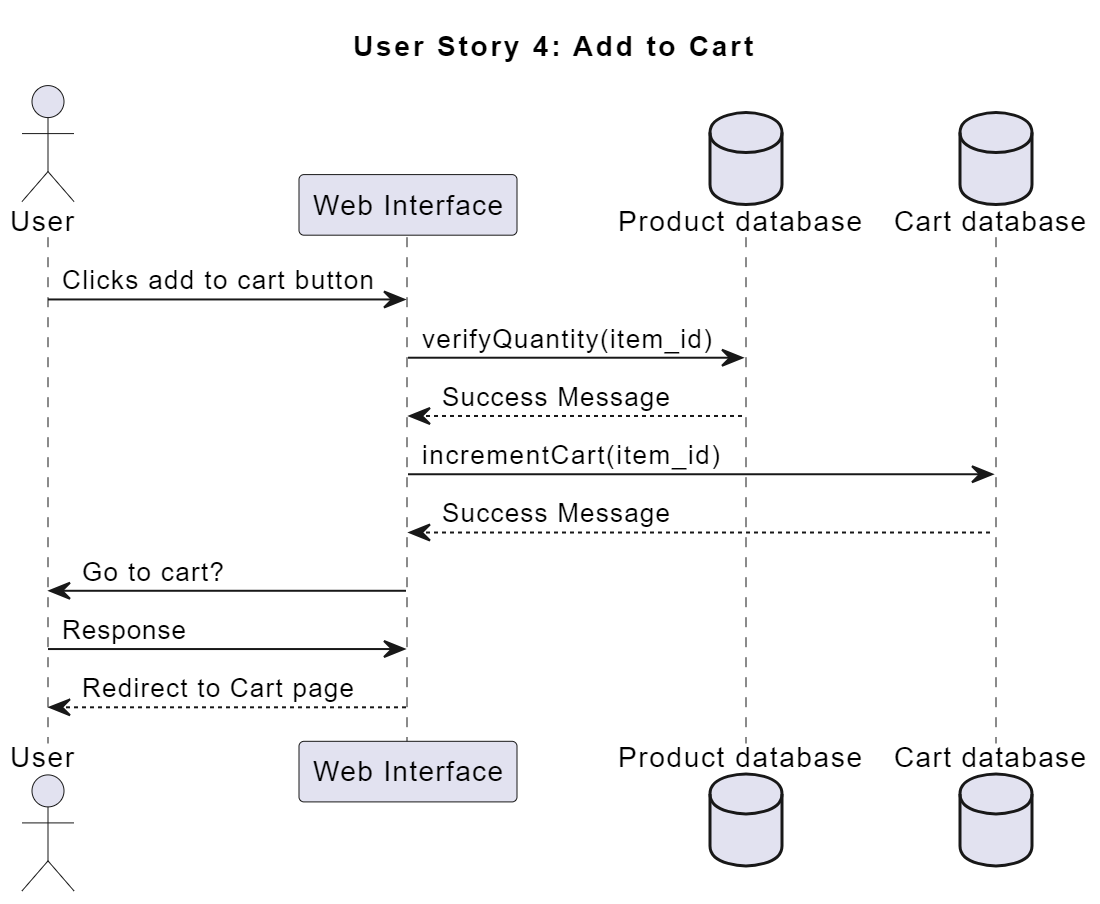 User Story 4: Add to Cart
User
Web Interface
Product database
Cart database
Clicks add to cart button
verifyQuantity(item_id)
Success Message
incrementCart(item_id)
Success Message
Go to cart?
Response
Redirect to Cart page
User
Web Interface
Product database
Cart database